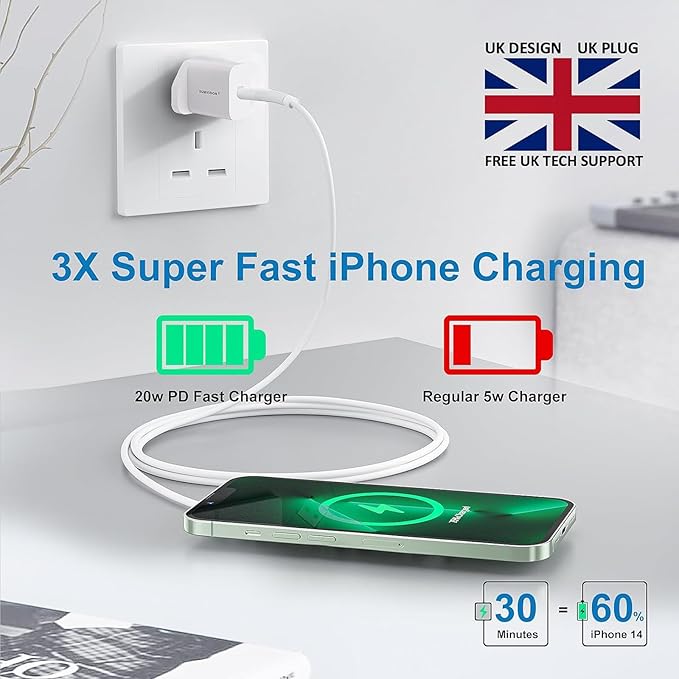 SUBVISION
UK DESIGN UK PLUG
FREE UK TECH SUPPORT
3X Super Fast iPhone Charging
20w PD Fast Charger
Regular 5w Charger
30
Minutes
=
60%
iPhone 14